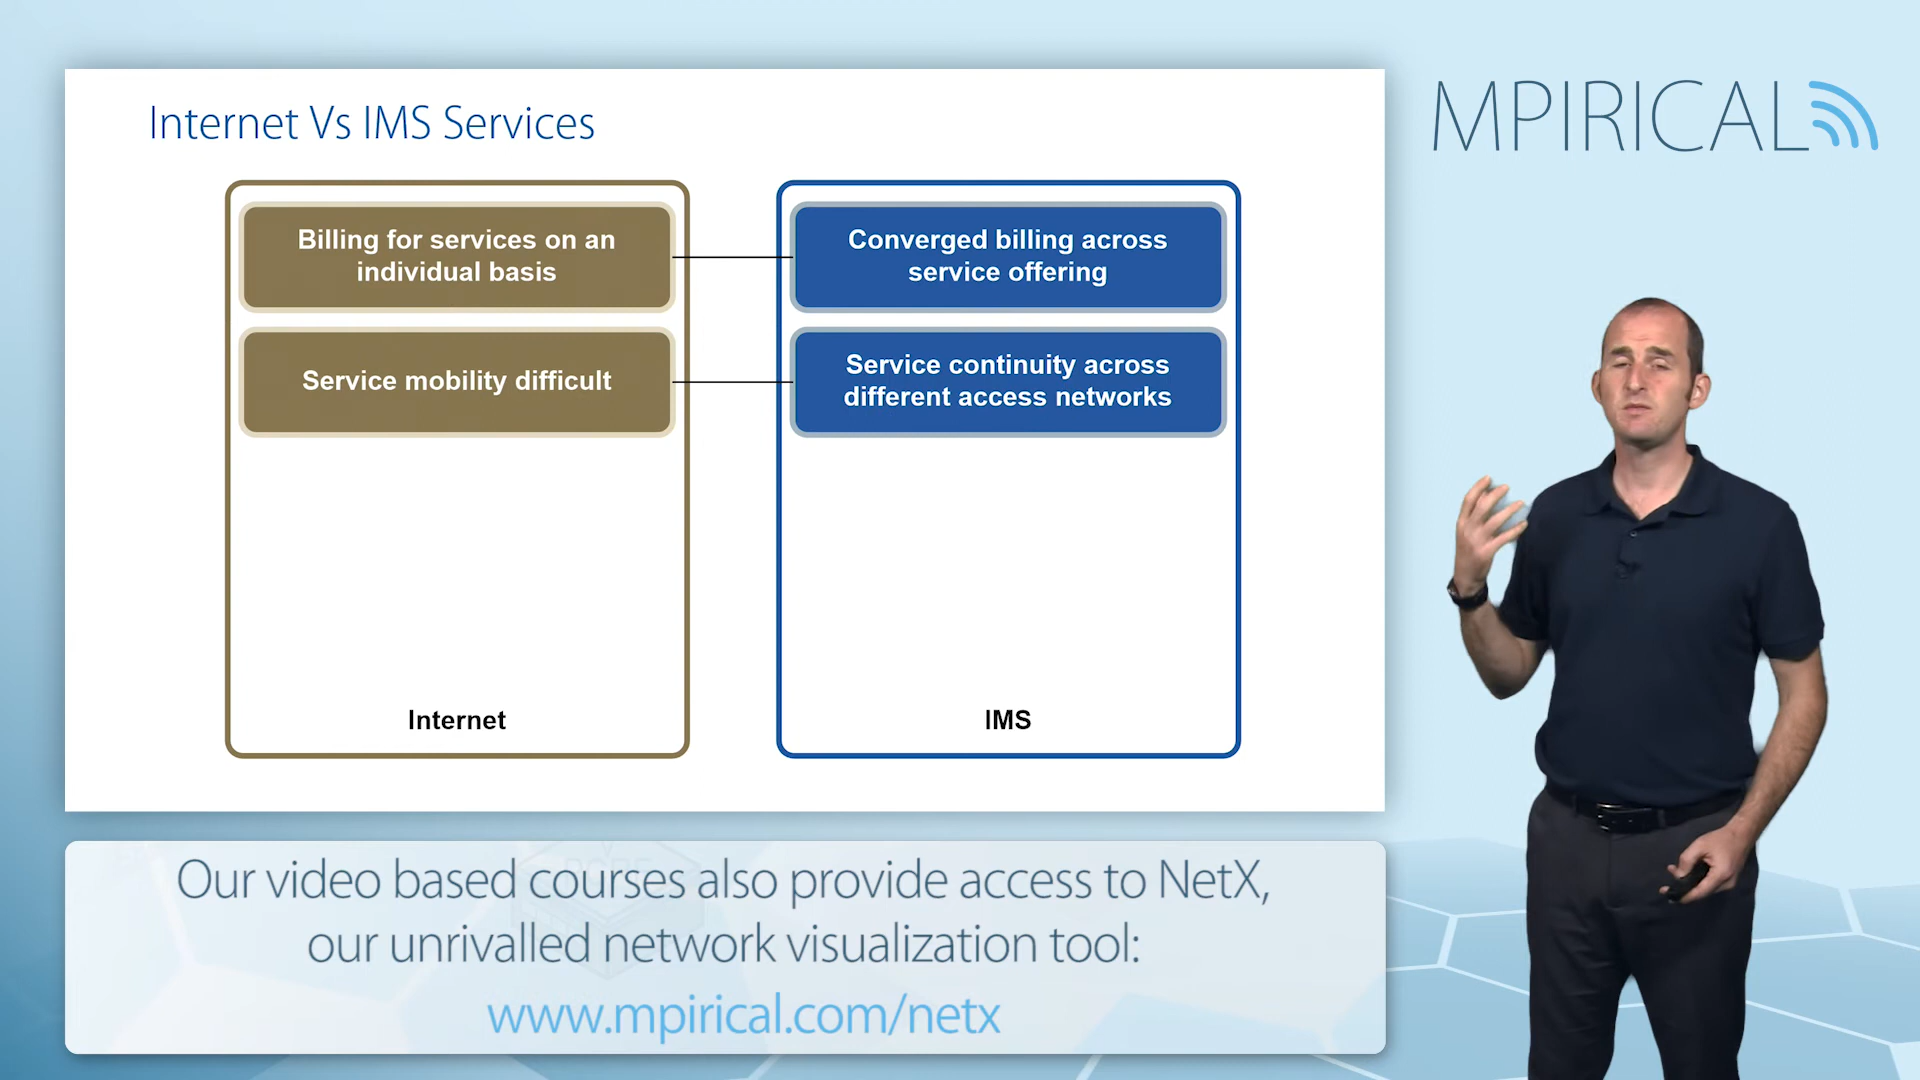 Internet Vs IMS Services
MPIRICAL
Billing for services on an
individual basis
Converged billing across
service offering
Service mobility difficult
Service continuity across
different access networks
Internet
IMS
Our video based courses also provide access to NetX,
our unrivalled network visualization tool:
www.mpirical.com/netx